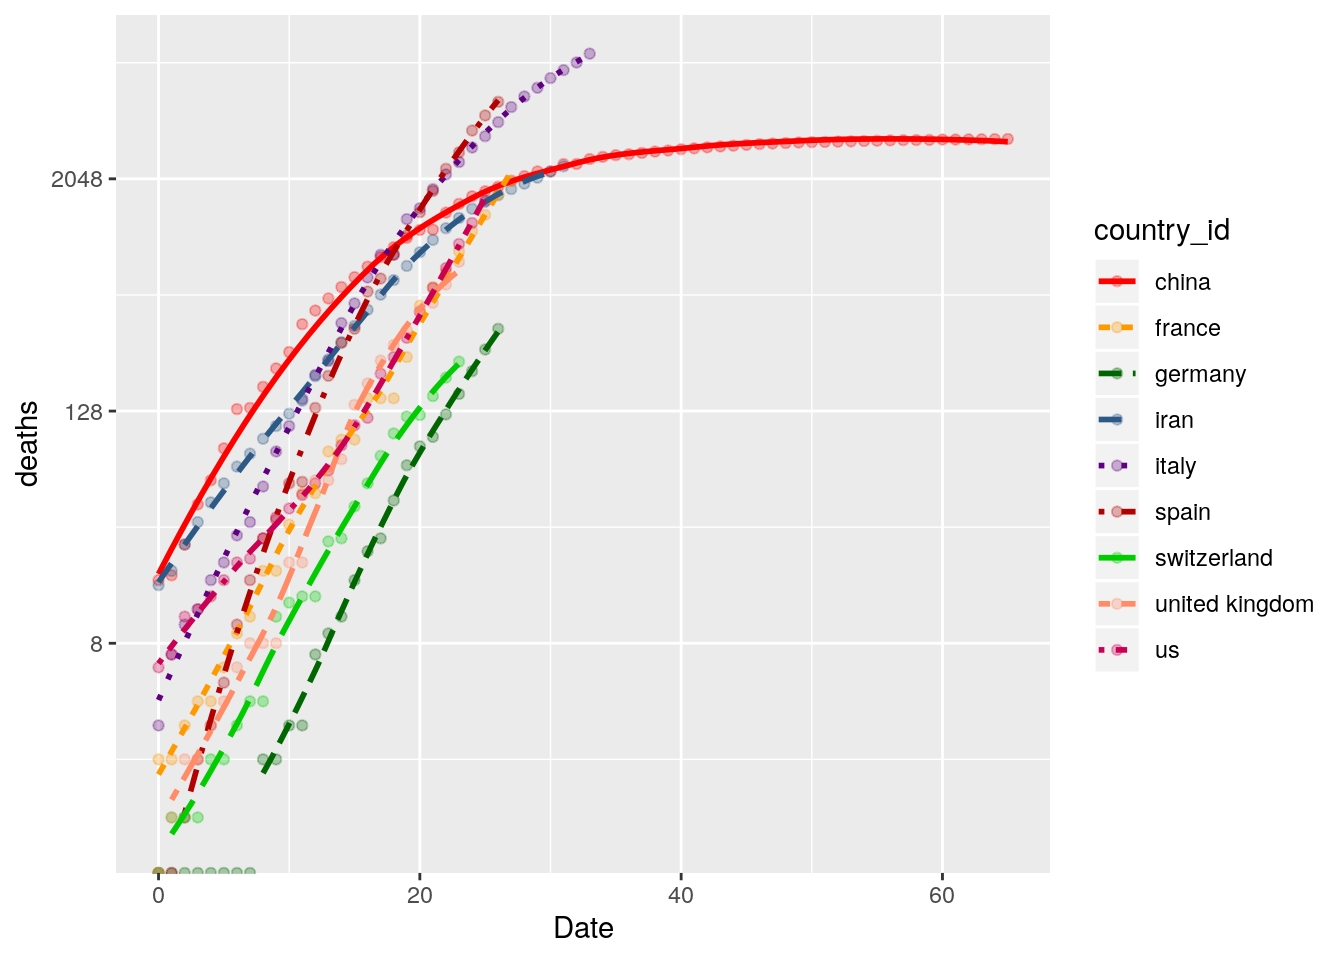 deaths
2048
128
8
0
20
40
60
Date
country_id
china
france
germany
iran
italy
spain
switzerland
united kingdom
us